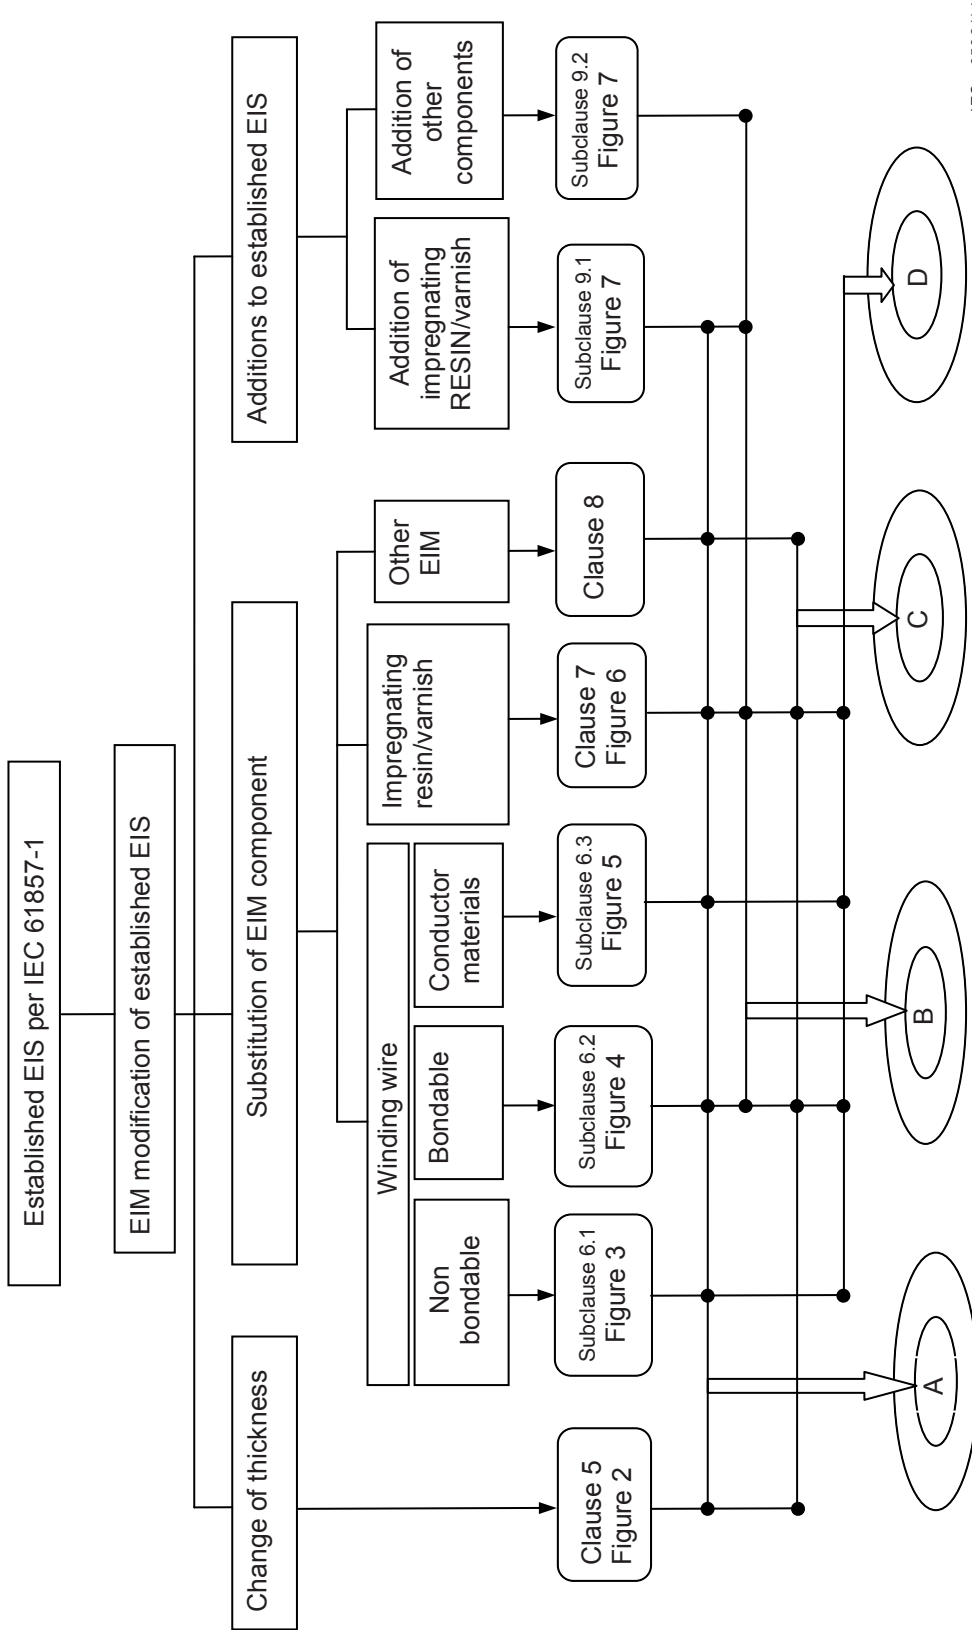 Established EIS per IEC 61857-1
EIM modification of established EIS
Change of thickness
Substitution of EIM component
Additions to established EIS
Winding wire
Non
bondable
Bondable
Conductor
materials
Impregnating
resin/varnish
Other
EIM
Addition of
impregnating
RESIN/varnish
Addition of
other
components
Clause 5
Figure 2
Subclause 6.1
Figure 3
Subclause 6.2
Figure 4
Subclause 6.3
Figure 5
Clause 7
Figure 6
Clause 8
Subclause 9.1
Figure 7
Subclause 9.2
Figure 7
A
B
C
D